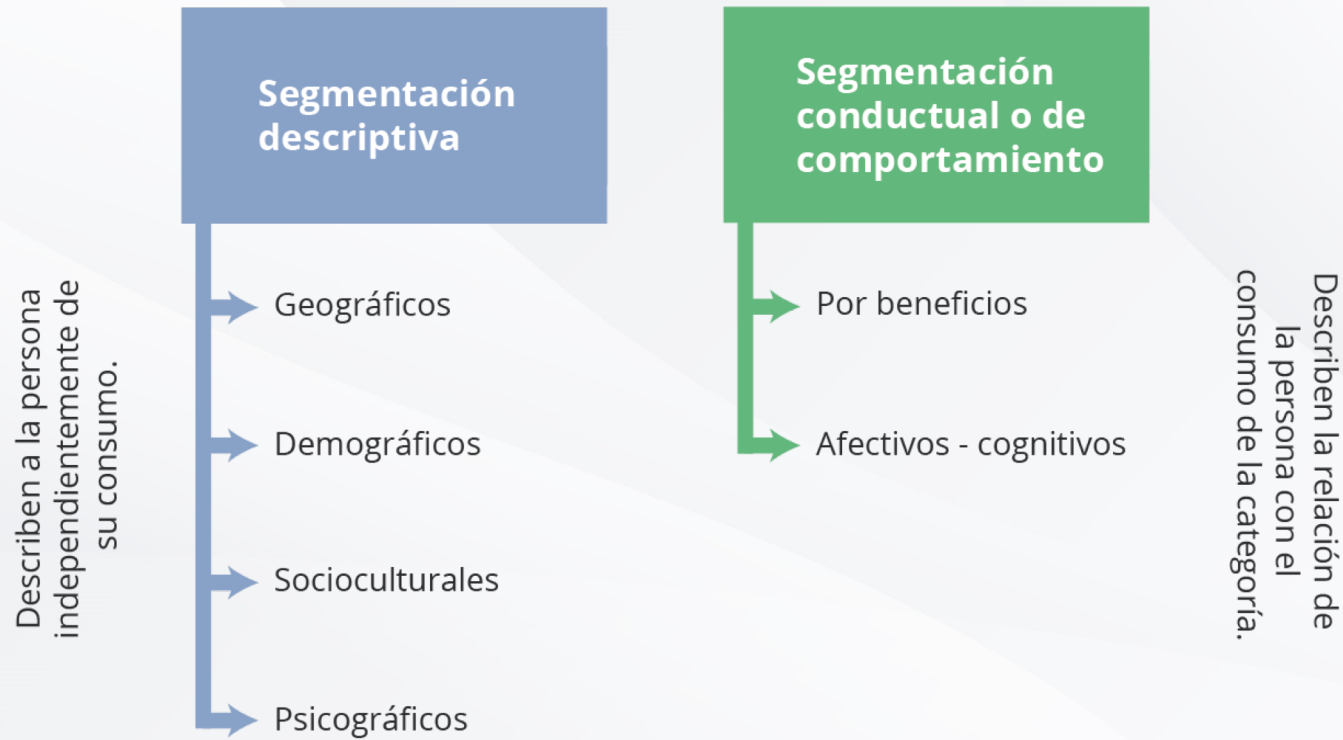 Segmentación
descriptiva
Describen a la persona
independientemente de
su consumo.
Geográficos
Demográficos
Socioculturales
Psicográficos
Segmentación
conductual o de
comportamiento
Por beneficios
Afectivos - cognitivos
Describen la relación de
la persona con el
consumo de la categoría.